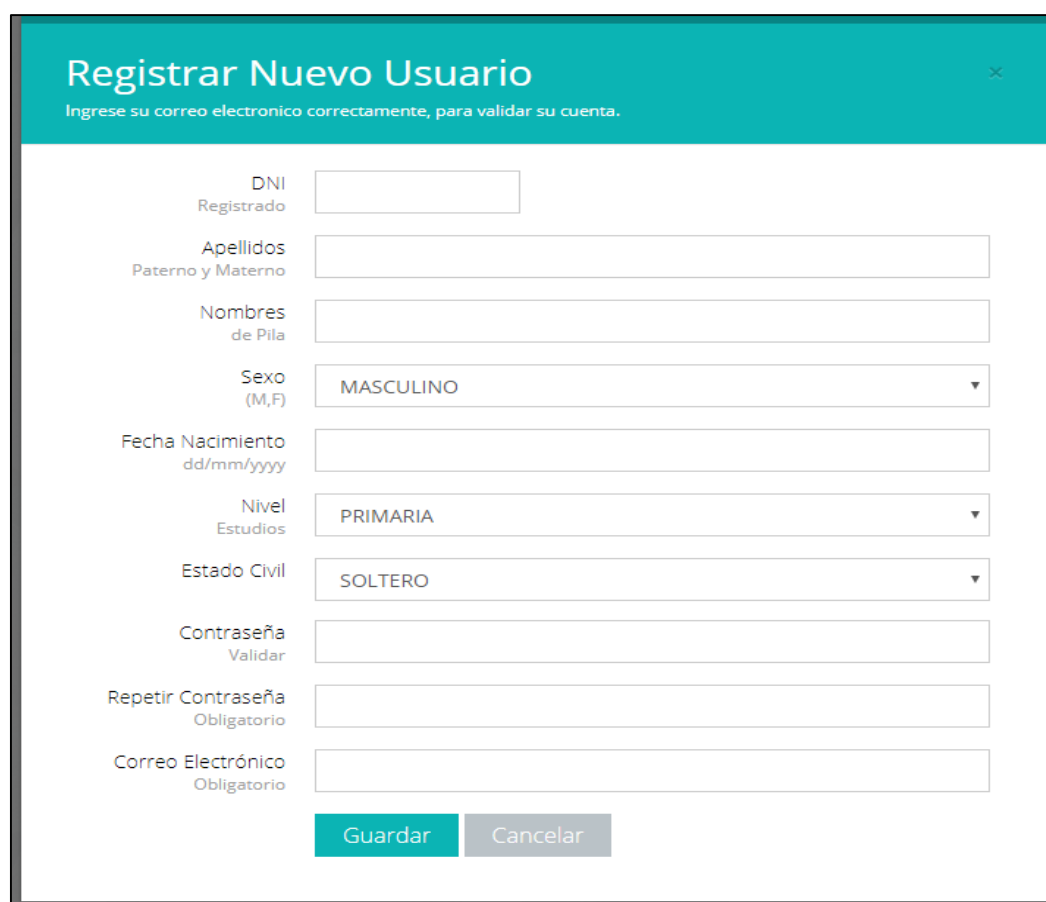 Registrar Nuevo Usuario
×
Ingrese su correo electronico correctamente, para validar su cuenta.
DNI
Registrado
Apellidos
Paterno y Materno
Nombres
de Pila
Sexo
(M,F)
MASCULINO
Fecha Nacimiento
dd/mm/yyyy
Nivel
Estudios
PRIMARIA
Estado Civil
SOLTERO
Contraseña
Validar
Repetir Contraseña
Obligatorio
Correo Electrónico
Obligatorio
Guardar
Cancelar